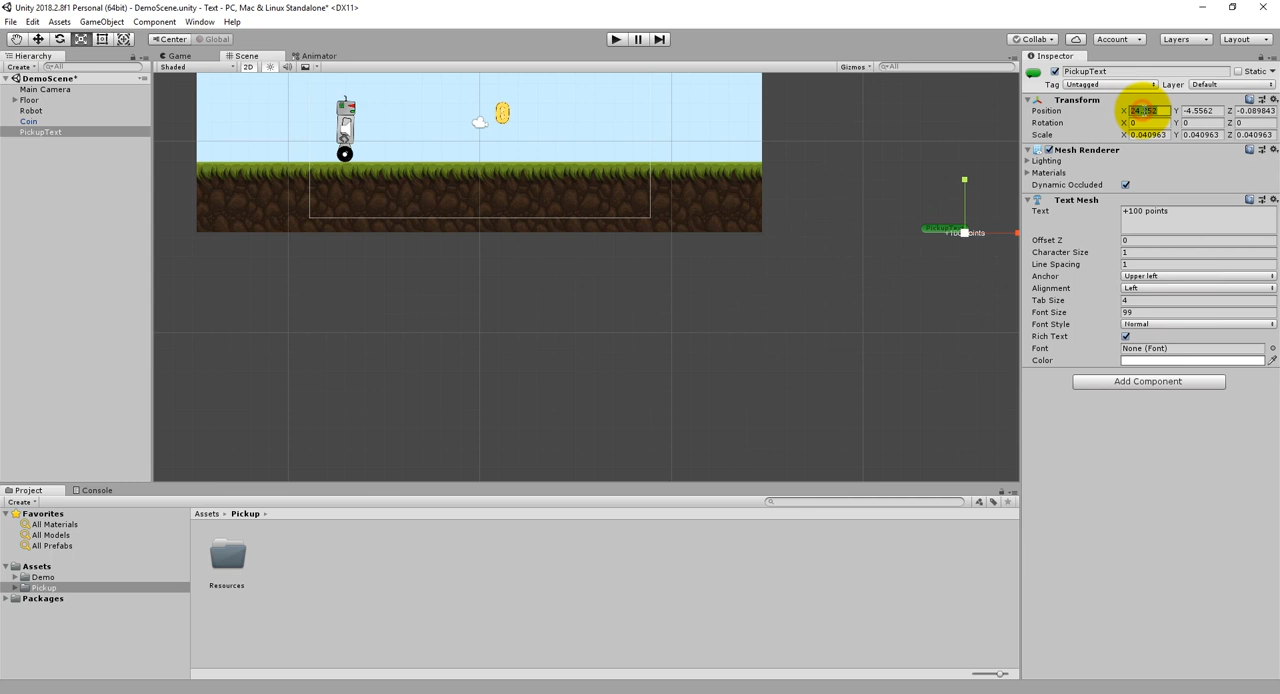 Unity 2018.2.8f1 Personal (64bit) - DemoScene.unity - Text - PC, Mac & Linux Standalone* <DX11>
File Edit Assets GameObject Component Window Help
Center Global Collab Account Layers Layout
Hierarchy Game Scene Animator Inspector
Create All Shaded 2D Gizmos All PickupText Static
DemoScene* Tag Untagged Layer Default
Main Camera
Floor Transform
Robot Position X Y -4.5562 Z -0.089843
Coin Rotation X 0 Y 0 Z 0
PickupText Scale X 0.040963 Y 0.040963 Z 0.040963
Mesh Renderer
Lighting
Materials
Dynamic Occluded
Text Mesh
Text +100 points
Offset Z 0
Character Size 1
Line Spacing 1
Anchor Upper left
Alignment Left
Tab Size 4
Font Size 99
Font Style Normal
Rich Text
Font None (Font)
Color
Add Component
Project Console
Create
Favorites Assets Pickup
All Materials
All Models
All Prefabs
Assets
Demo
Pickup Resources
Packages